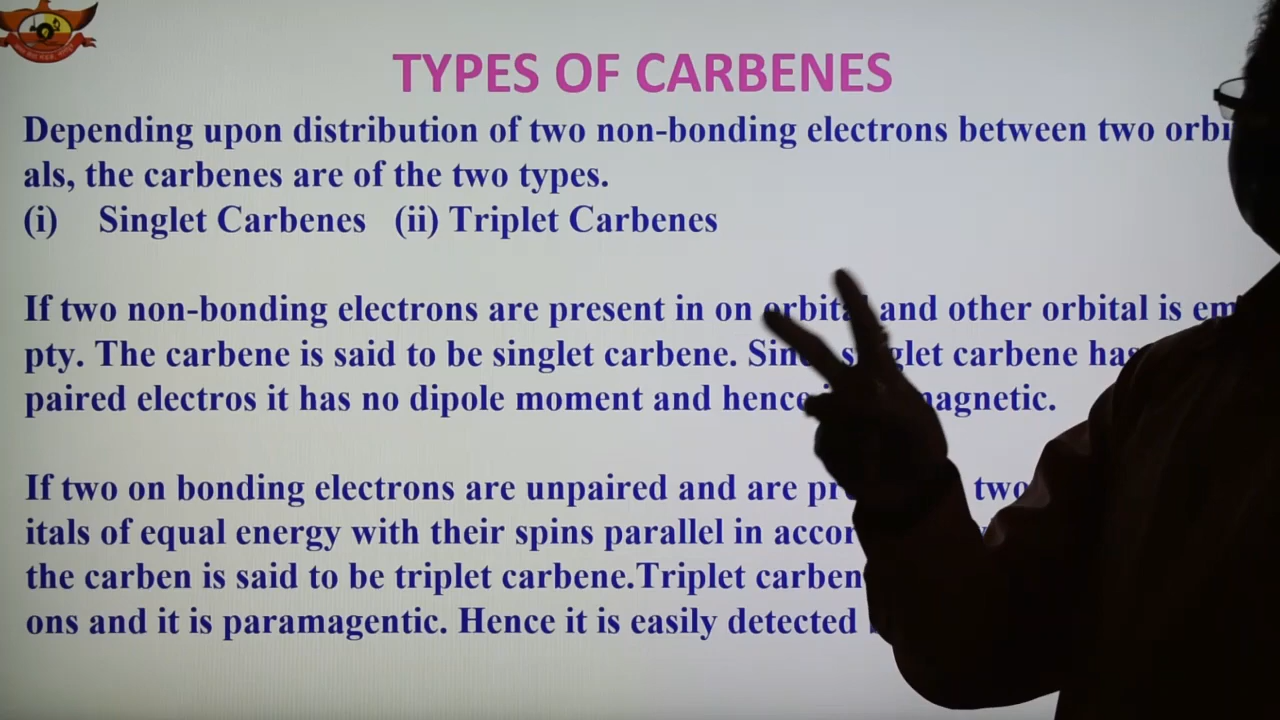 TYPES OF CARBENES
Depending upon distribution of two non-bonding electrons between two orbi
als, the carbenes are of the two types.
(i) Singlet Carbenes (ii) Triplet Carbenes
If two non-bonding electrons are present in on orbital and other orbital is em
pty. The carbene is said to be singlet carbene. Since singlet carbene has
paired electros it has no dipole moment and hence
If two on bonding electrons are unpaired and are two
itals of equal energy with their spins parallel in
the carben is said to be triplet carbene.Triplet
ons and it is paramagentic. Hence it is easily detected